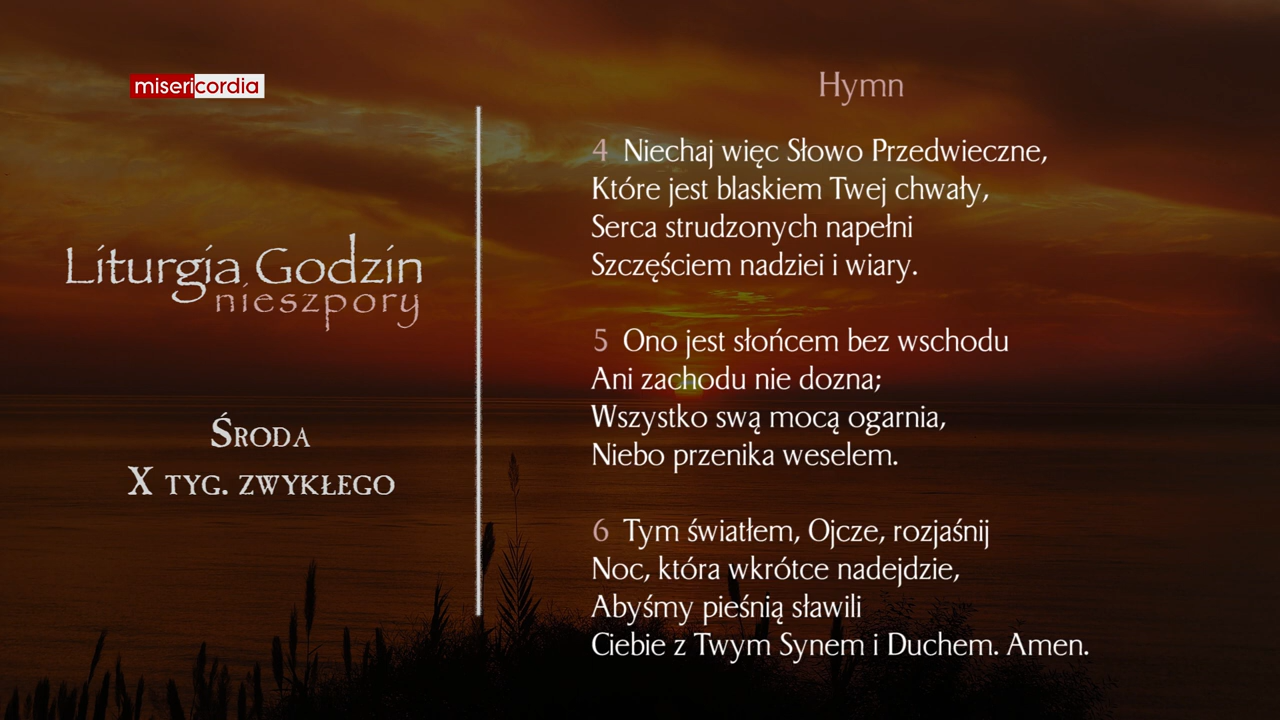 misericordia
Liturgia Godzin
nieszpory
Środa
X tyg. zwykłego
Hymn
4 Niechaj więc Słowo Przedwieczne,
Które jest blaskiem Twej chwały,
Serca strudzonych napełni
Szczęściem nadziei i wiary.
5 Ono jest słońcem bez wschodu
Ani zachodu nie dozna;
Wszystko swą mocą ogarnia,
Niebo przenika weselem.
6 Tym światłem, Ojcze, rozjaśnij
Noc, która wkrótce nadejdzie,
Abyśmy pieśnią sławili
Ciebie z Twym Synem i Duchem. Amen.